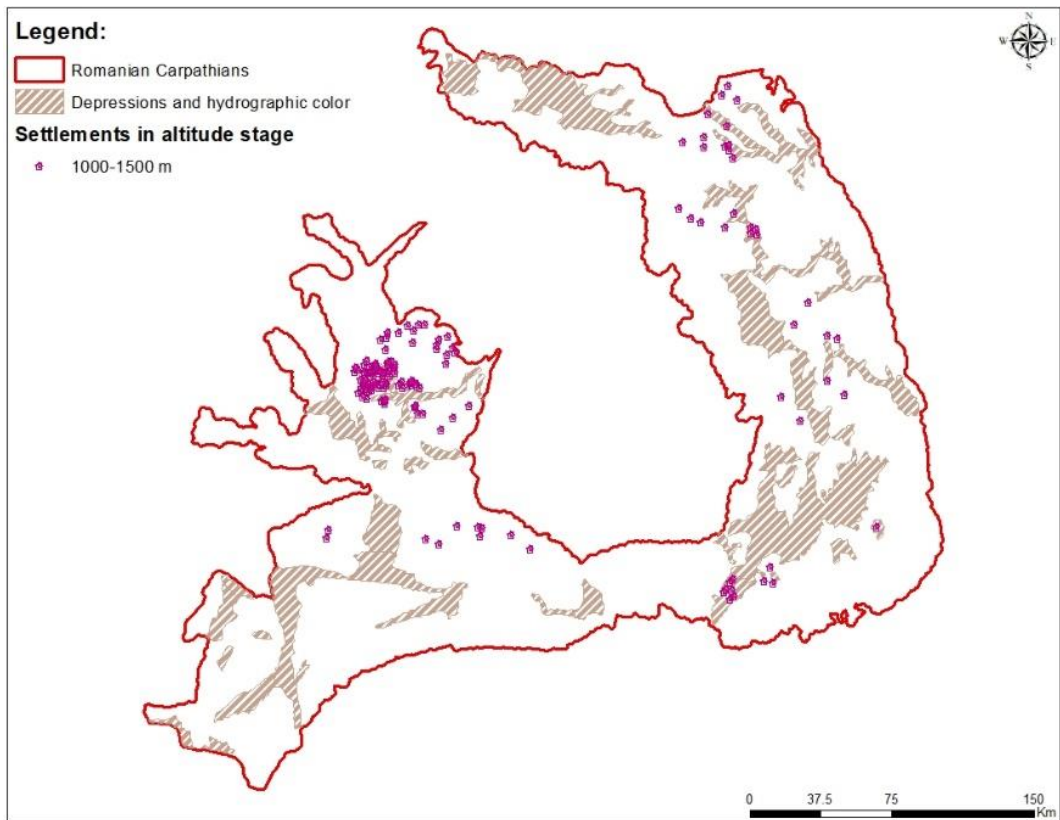 Legend:
Romanian Carpathians
Depressions and hydrographic color
Settlements in altitude stage
1000-1500 m
N
W E
S
0 37.5 75 150
Km